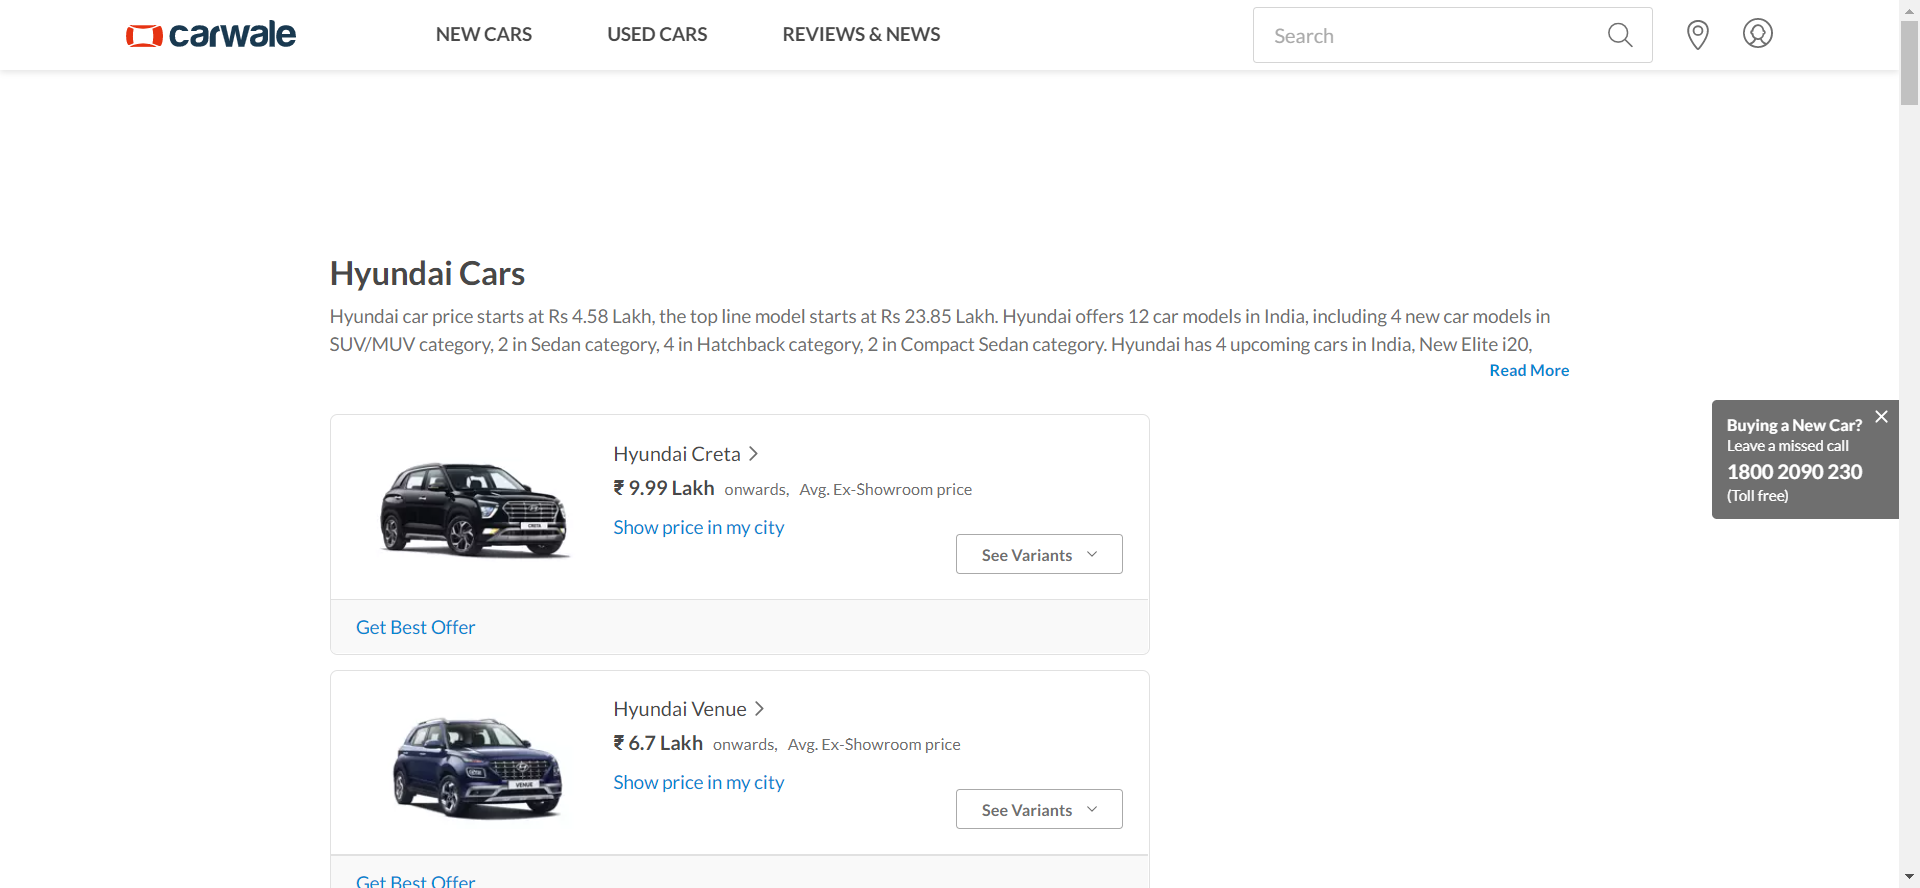 carwale
NEW CARS
USED CARS
REVIEWS & NEWS
Search
Hyundai Cars
Hyundai car price starts at Rs 4.58 Lakh, the top line model starts at Rs 23.85 Lakh. Hyundai offers 12 car models in India, including 4 new car models in
SUV/MUV category, 2 in Sedan category, 4 in Hatchback category, 2 in Compact Sedan category. Hyundai has 4 upcoming cars in India, New Elite i20,
Read More
Buying a New Car?
Leave a missed call
1800 2090 230
(Toll free)
Hyundai Creta
₹ 9.99 Lakh onwards, Avg. Ex-Showroom price
Show price in my city
See Variants
CRETA
Get Best Offer
Hyundai Venue
₹ 6.7 Lakh onwards, Avg. Ex-Showroom price
Show price in my city
See Variants
VENUE
Get Best Offer